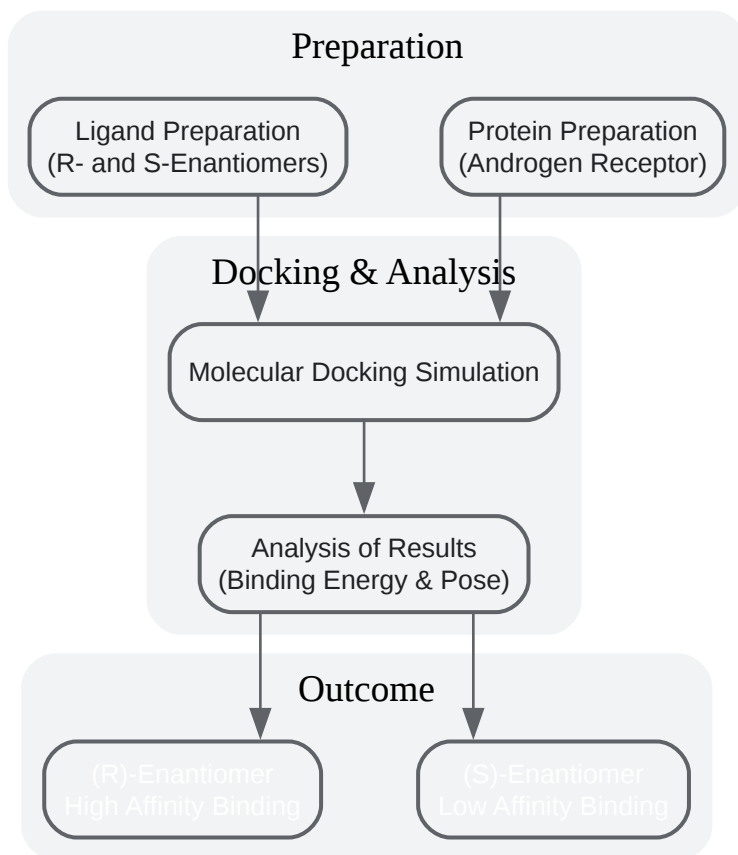 Preparation
Ligand Preparation
(R- and S-Enantiomers)
Protein Preparation
(Androgen Receptor)
Docking & Analysis
Molecular Docking Simulation
Analysis of Results
(Binding Energy & Pose)
Outcome
(R)-Enantiomer
High Affinity Binding
(S)-Enantiomer
Low Affinity Binding